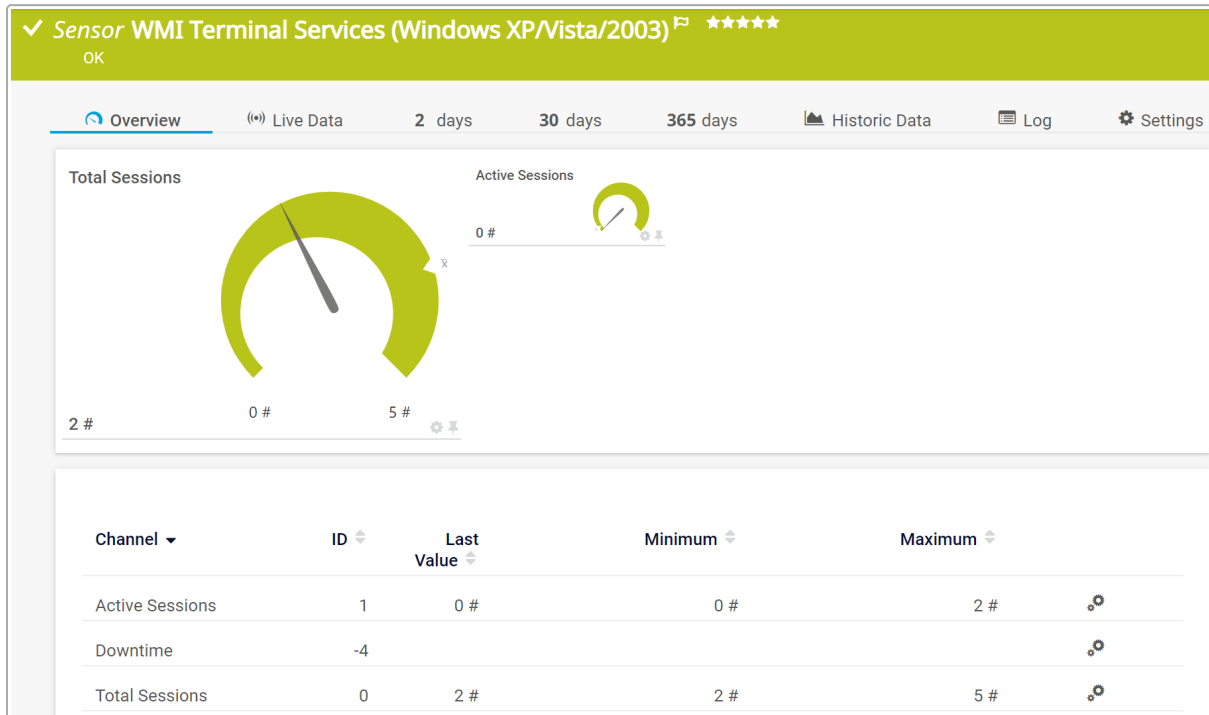 Sensor WMI Terminal Services (Windows XP/Vista/2003)
OK
Overview Live Data 2 days 30 days 365 days Historic Data Log Settings
Total Sessions
x̄
0 # 5 #
2 #
Active Sessions
0 #
Channel ID Last Value Minimum Maximum
Active Sessions 1 0 # 0 # 2 #
Downtime -4
Total Sessions 0 2 # 2 # 5 #